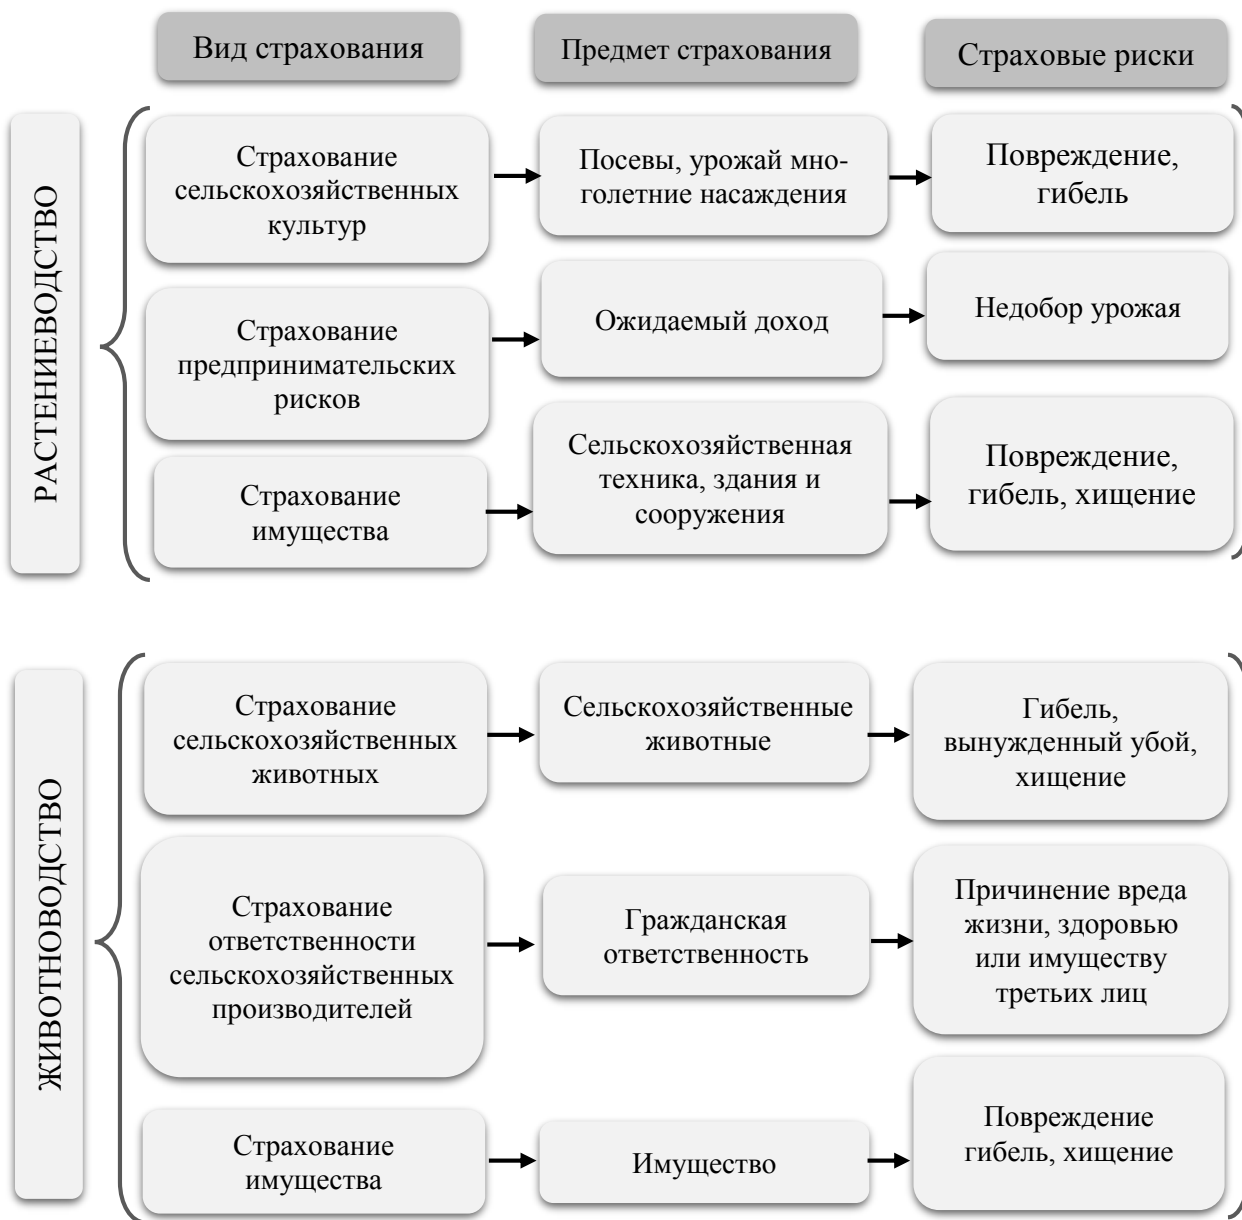 Вид страхования
Предмет страхования
Страховые риски
РАСТЕНИЕВОДСТВО
Страхование
сельскохозяйственных
культур
Посевы, урожай мно-
голетние насаждения
Повреждение,
гибель
Страхование
предпринимательских
рисков
Ожидаемый доход
Недобор урожая
Страхование
имущества
Сельскохозяйственная
техника, здания и
сооружения
Повреждение,
гибель, хищение
ЖИВОТНОВОДСТВО
Страхование
сельскохозяйственных
животных
Сельскохозяйственные
животные
Гибель,
вынужденный убой,
хищение
Страхование
ответственности
сельскохозяйственных
производителей
Гражданская
ответственность
Причинение вреда
жизни, здоровью
или имуществу
третьих лиц
Страхование
имущества
Имущество
Повреждение
гибель, хищение